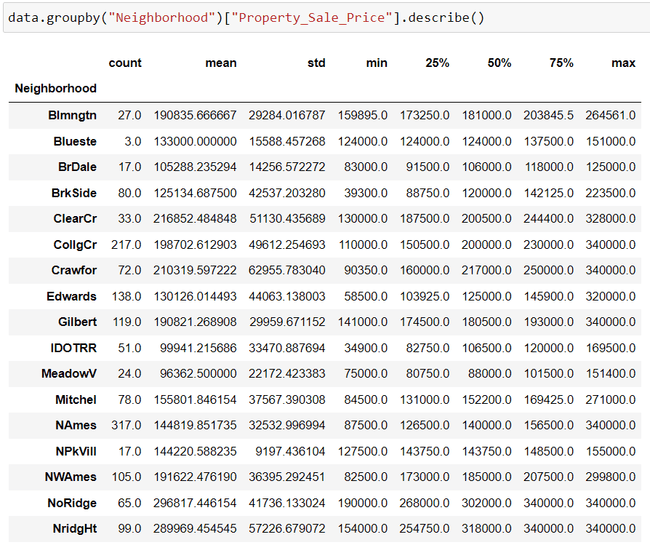 data.groupby("Neighborhood")["Property_Sale_Price"].describe()
count mean std min 25% 50% 75% max
Neighborhood
Blmngtn 27.0 190835.666667 29284.016787 159895.0 173250.0 181000.0 203845.5 264561.0
Blueste 3.0 133000.000000 15588.457268 124000.0 124000.0 124000.0 137500.0 151000.0
BrDale 17.0 105288.235294 14256.572272 83000.0 91500.0 106000.0 118000.0 125000.0
BrkSide 80.0 125134.687500 42537.203280 39300.0 88750.0 120000.0 142125.0 223500.0
ClearCr 33.0 216852.484848 51130.435689 130000.0 187500.0 200500.0 244400.0 328000.0
CollgCr 217.0 198702.612903 49612.254693 110000.0 150500.0 200000.0 230000.0 340000.0
Crawfor 72.0 210319.597222 62955.783040 90350.0 160000.0 217000.0 250000.0 340000.0
Edwards 138.0 130126.014493 44063.138003 58500.0 103925.0 125000.0 145900.0 320000.0
Gilbert 119.0 190821.268908 29959.671152 141000.0 174500.0 180500.0 193000.0 340000.0
IDOTRR 51.0 99941.215686 33470.887694 34900.0 82750.0 106500.0 120000.0 169500.0
MeadowV 24.0 96362.500000 22172.423383 75000.0 80750.0 88000.0 101500.0 151400.0
Mitchel 78.0 155801.846154 37567.390308 84500.0 131000.0 152200.0 169425.0 271000.0
NAmes 317.0 144819.851735 32532.996994 87500.0 126500.0 140000.0 156500.0 340000.0
NPkVill 17.0 144220.588235 9197.436104 127500.0 143750.0 143750.0 148500.0 155000.0
NWAmes 105.0 191622.476190 36395.292451 82500.0 173000.0 185000.0 207500.0 299800.0
NoRidge 65.0 296817.446154 41736.133024 190000.0 268000.0 302000.0 340000.0 340000.0
NridgHt 99.0 289969.454545 57226.679072 154000.0 254750.0 318000.0 340000.0 340000.0